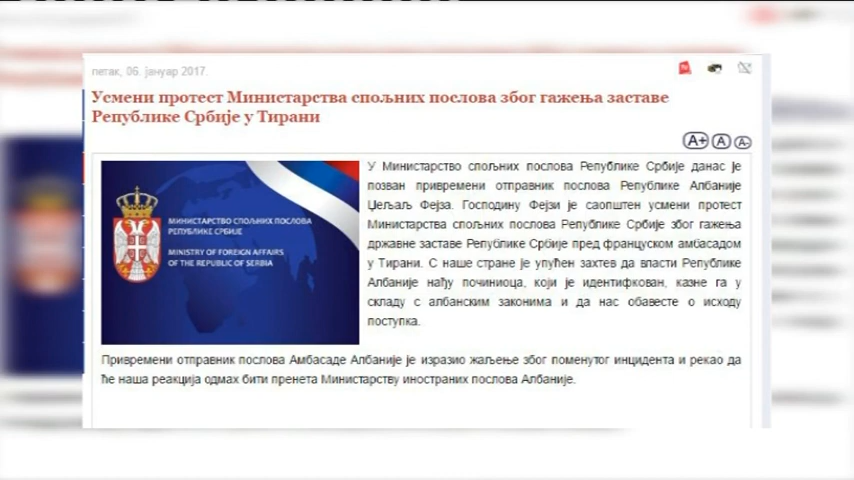 петак, 06. јануар 2017.
Усмени протест Министарства спољних послова због гажења заставе
Републике Србије у Тирани
A+ A A-
МИНИСТАРСТВО СПОЉНИХ ПОСЛОВА
РЕПУБЛИКЕ СРБИЈЕ
MINISTRY OF FOREIGN AFFAIRS
OF THE REPUBLIC OF SERBIA
У Министарство спољних послова Републике Србије данас је
позван привремени отправник послова Републике Албаније
Џељаљ Фејза. Господину Фејзи је саопштен усмени протест
Министарства спољних послова Републике Србије због гажења
државне заставе Републике Србије пред француском амбасадом
у Тирани. С наше стране је упућен захтев да власти Републике
Албаније нађу починиоца, који је идентифкован, казне га у
складу с албанским законима и да нас обавесте о исходу
поступка.
Привремени отправник послова Амбасаде Албаније је изразио жаљење због поменутог инцидента и рекао да
ће наша реакција одмах бити пренета Министарству иностраних послова Албаније.